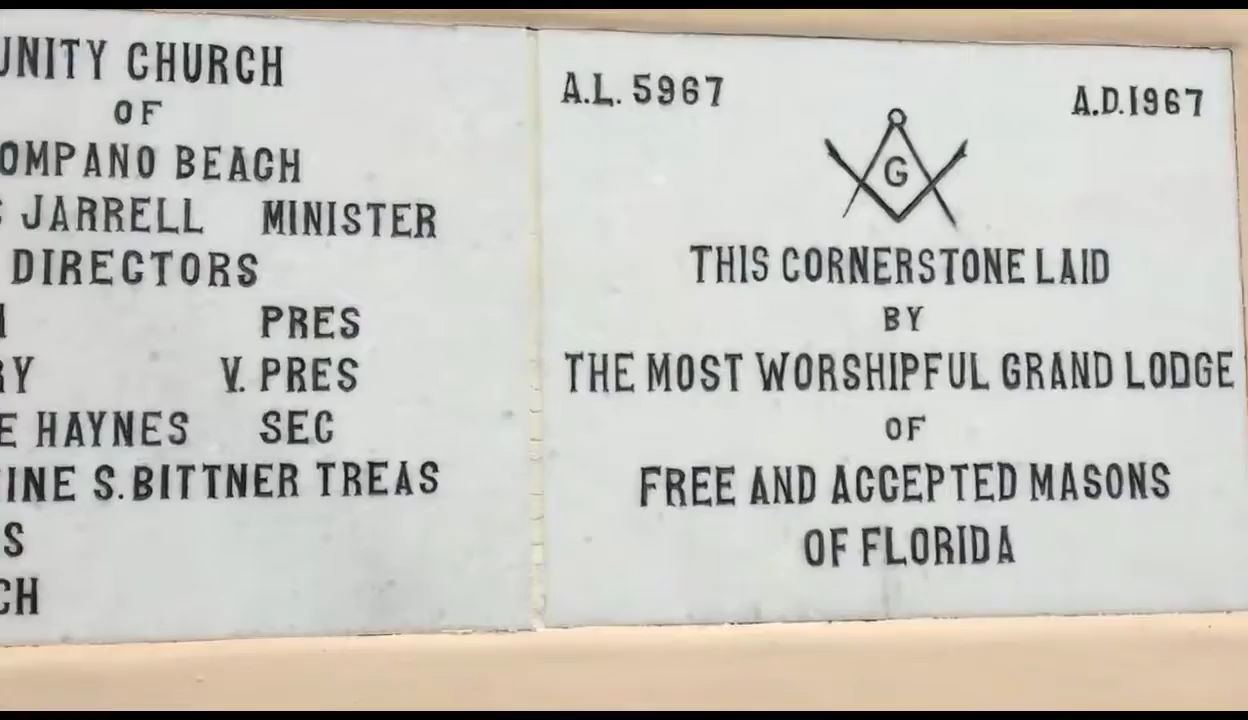 UNITY CHURCH
OF
OMPANO BEACH
JARRELL MINISTER
DIRECTORS
PRES
RY V. PRES
E HAYNES SEC
INE S. BITTNER TREAS
S
CH
A.L. 5967 A.D. 1967
G
THIS CORNERSTONE LAID
BY
THE MOST WORSHIPFUL GRAND LODGE
OF
FREE AND ACCEPTED MASONS
OF FLORIDA